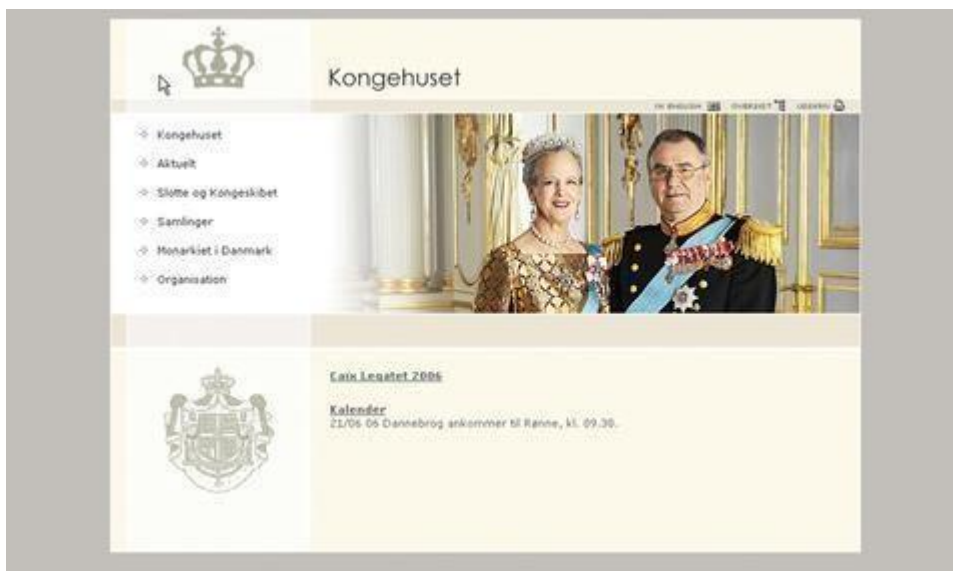 Kongehuset
IN ENGLISH OVERSIGT UDSKRIV
Kongehuset
Aktuelt
Slotte og Kongeskibet
Samlinger
Monarkiet i Danmark
Organisation
Caix Legatet 2006
Kalender
21/06 06 Dannebrog ankommer til Rønne, kl. 09.30.